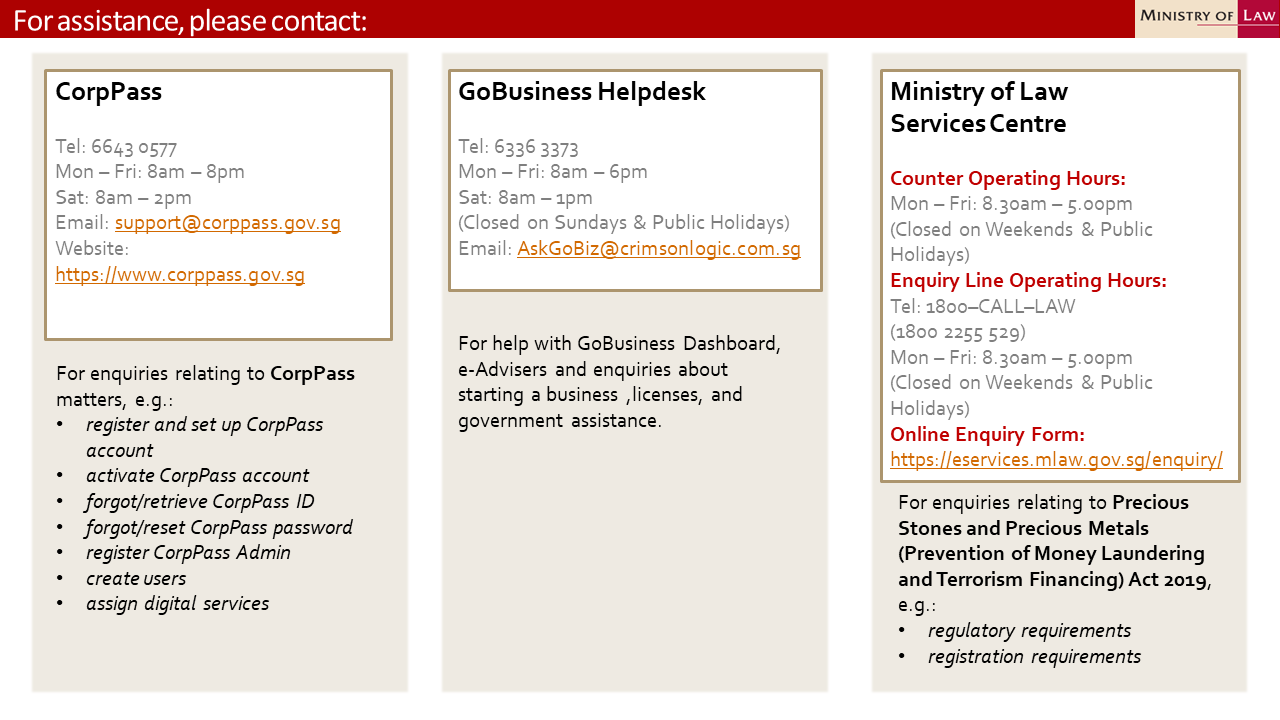 For assistance, please contact:
MINISTRY OF LAW
CorpPass
Tel: 6643 0577
Mon – Fri: 8am – 8pm
Sat: 8am – 2pm
Email: support@corppass.gov.sg
Website:
https://www.corppass.gov.sg
For enquiries relating to CorpPass
matters, e.g.:
• register and set up CorpPass
account
• activate CorpPass account
• forgot/retrieve CorpPass ID
• forgot/reset CorpPass password
• register CorpPass Admin
• create users
• assign digital services
GoBusiness Helpdesk
Tel: 6336 3373
Mon – Fri: 8am – 6pm
Sat: 8am – 1pm
(Closed on Sundays & Public Holidays)
Email: AskGoBiz@crimsonlogic.com.sg
For help with GoBusiness Dashboard,
e-Advisers and enquiries about
starting a business ,licenses, and
government assistance.
Ministry of Law
Services Centre
Counter Operating Hours:
Mon – Fri: 8.30am – 5.00pm
(Closed on Weekends & Public
Holidays)
Enquiry Line Operating Hours:
Tel: 1800–CALL–LAW
(1800 2255 529)
Mon – Fri: 8.30am – 5.00pm
(Closed on Weekends & Public
Holidays)
Online Enquiry Form:
https://eservices.mlaw.gov.sg/enquiry/
For enquiries relating to Precious
Stones and Precious Metals
(Prevention of Money Laundering
and Terrorism Financing) Act 2019,
e.g.:
• regulatory requirements
• registration requirements